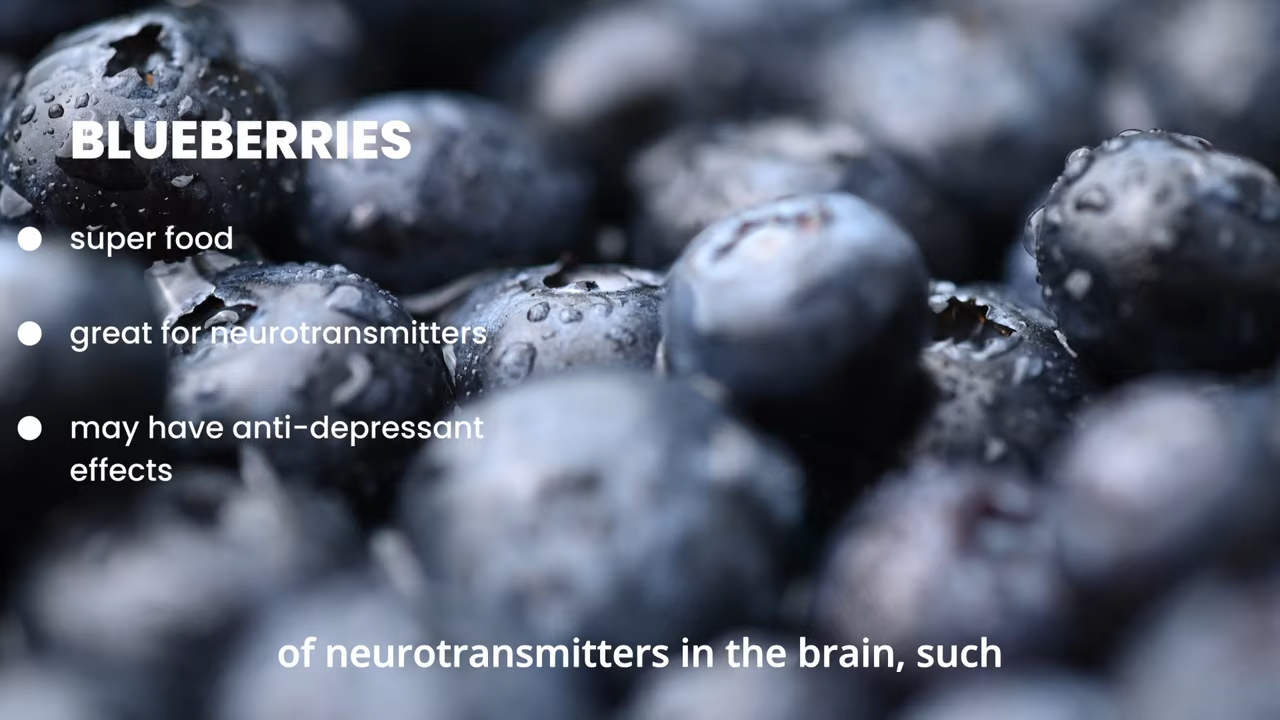 BLUEBERRIES
super food
great for neurotransmitters
may have anti-depressant
effects
of neurotransmitters in the brain, such